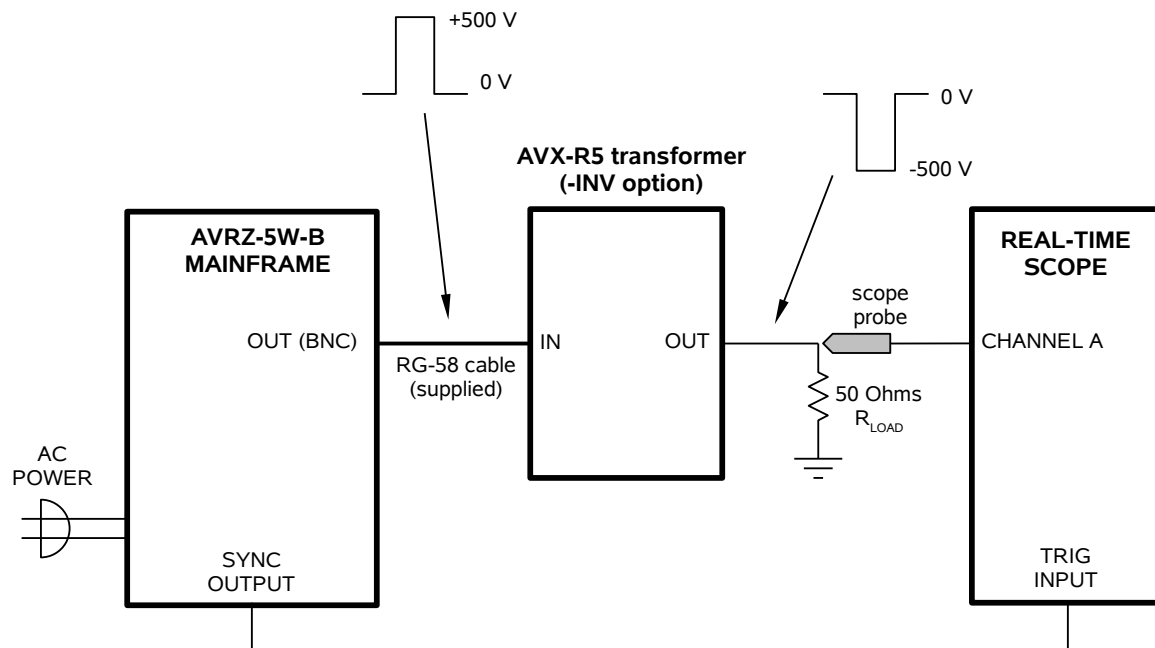 +500 V
0 V
0 V
-500 V
AVX-R5 transformer
(-INV option)
AVRZ-5W-B
MAINFRAME
REAL-TIME
SCOPE
scope
probe
OUT (BNC)
IN
OUT
CHANNEL A
RG-58 cable
(supplied)
50 Ohms
R_LOAD
AC
POWER
SYNC
OUTPUT
TRIG
INPUT